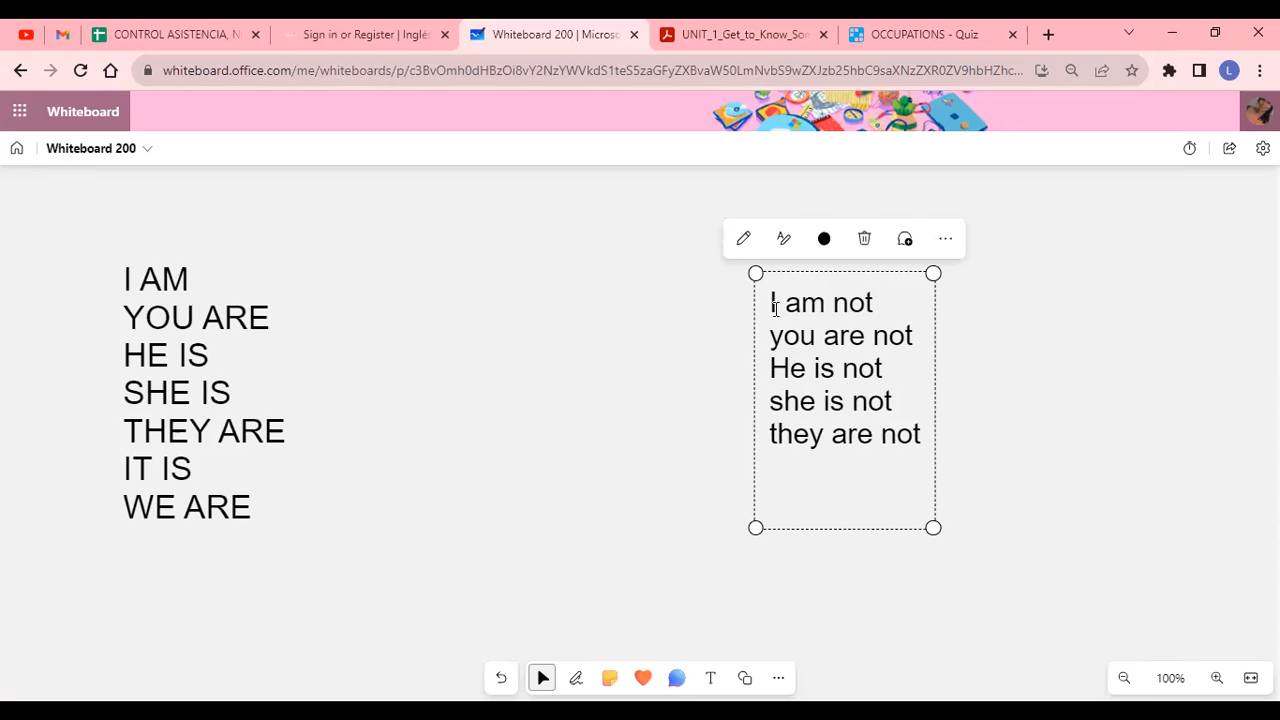 CONTROL ASISTENCIA, N
Sign in or Register | Inglé
Whiteboard 200 | Microsc
UNIT_1_Get_to_Know_Son
OCCUPATIONS - Quiz
L
Whiteboard
Whiteboard 200
I AM
YOU ARE
HE IS
SHE IS
THEY ARE
IT IS
WE ARE
I am not
you are not
He is not
she is not
they are not
100%